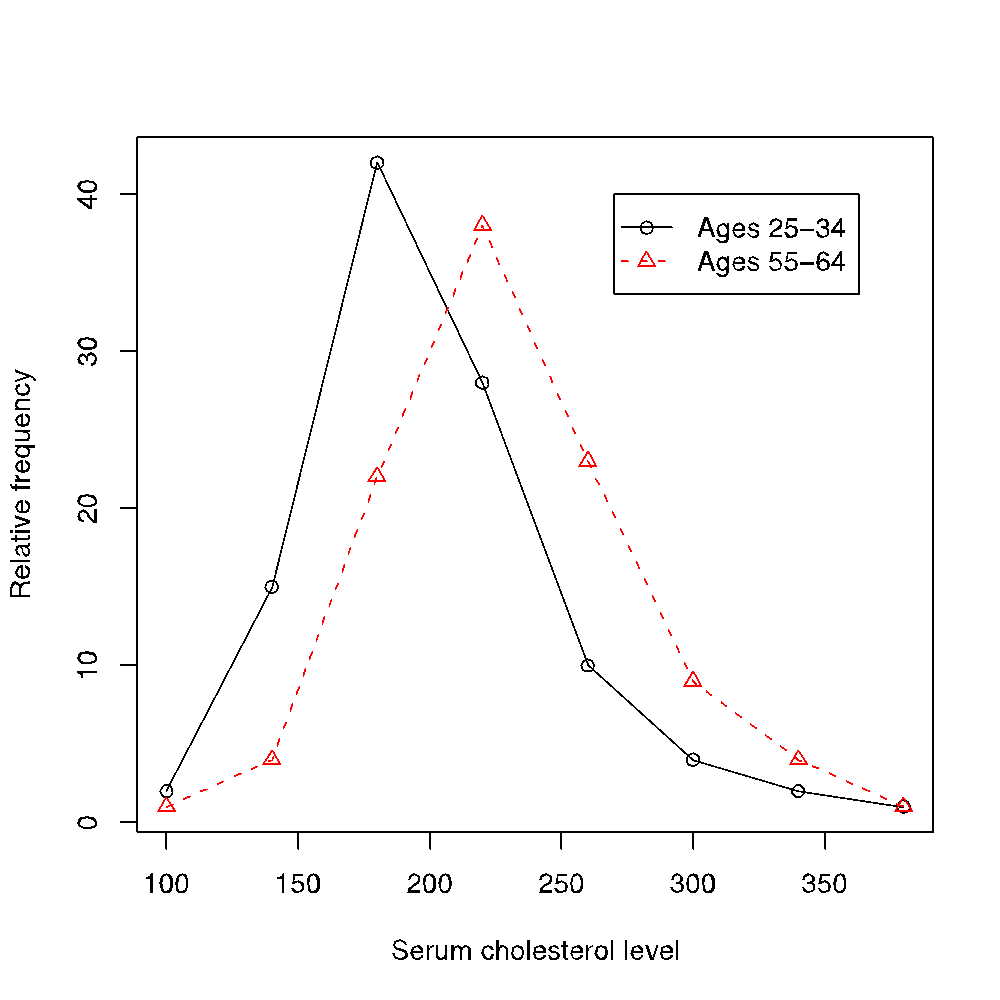 Ages 25–34
Ages 55–64
Relative frequency
0
10
20
30
40
100 150 200 250 300 350
Serum cholesterol level